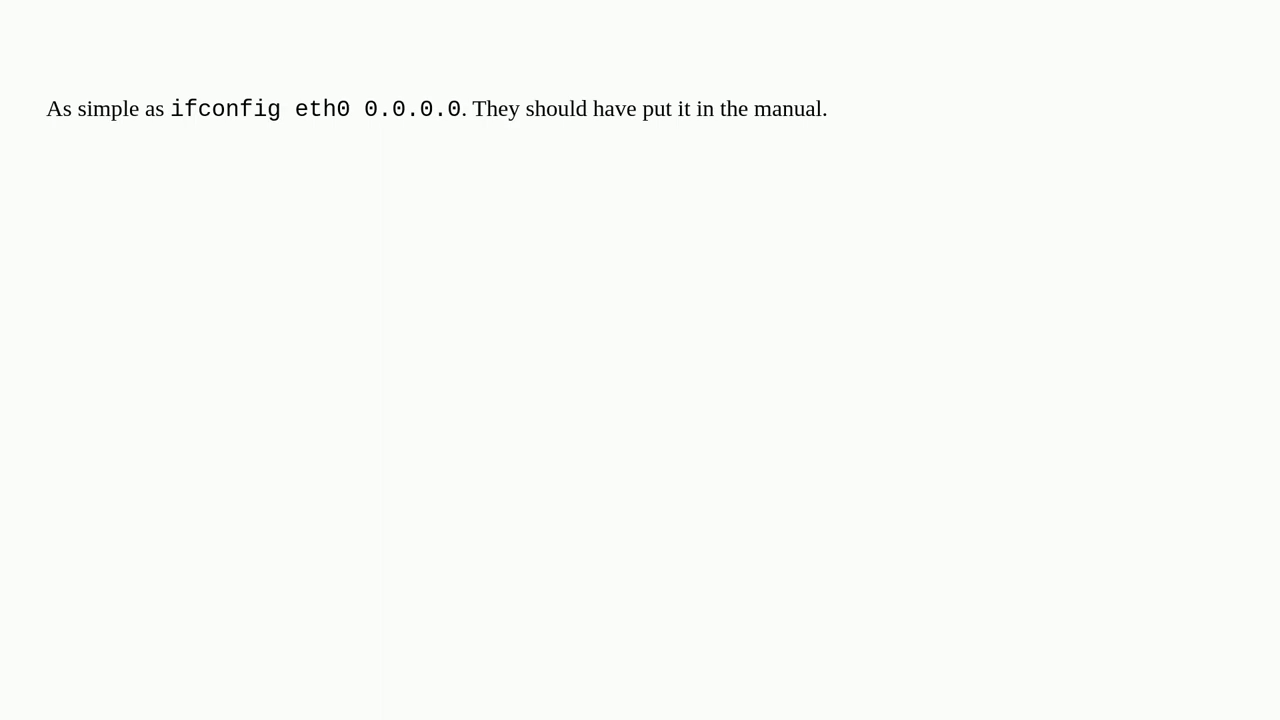 As simple as ifconfig eth0 0.0.0.0. They should have put it in the manual.